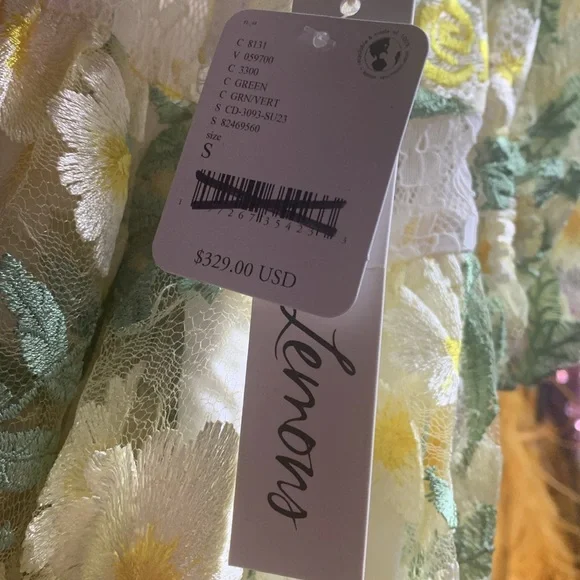 C 8131
V 059700
C 3300
C GREEN
C GRN/VERT
S CD-3093-SU23
S 82469560
size
S
$329.00 USD
Lemons